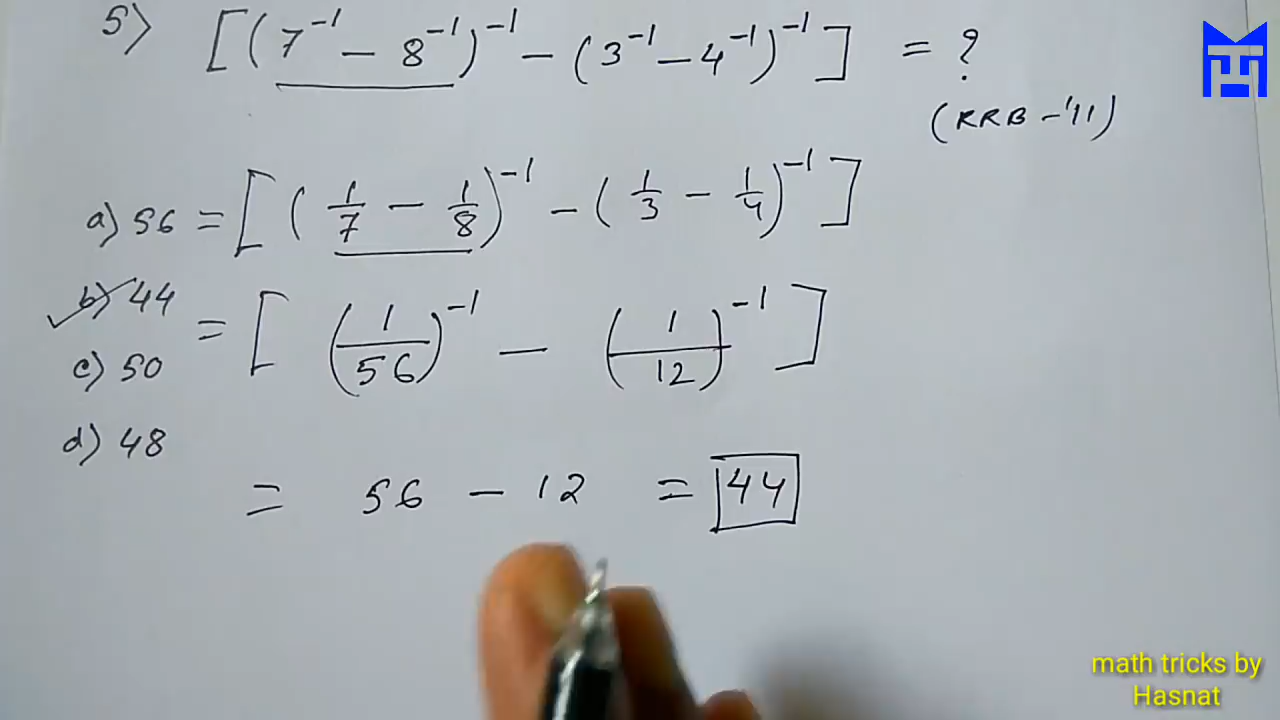 5) [(7⁻¹ – 8⁻¹)⁻¹ – (3⁻¹ – 4⁻¹)⁻¹] = ?
(RRB – '11)
a) 56 = [(1/7 – 1/8)⁻¹ – (1/3 – 1/4)⁻¹]
b) 44 = [(1/56)⁻¹ – (1/12)⁻¹]
c) 50
d) 48
= 56 – 12 = 44
math tricks by
Hasnat